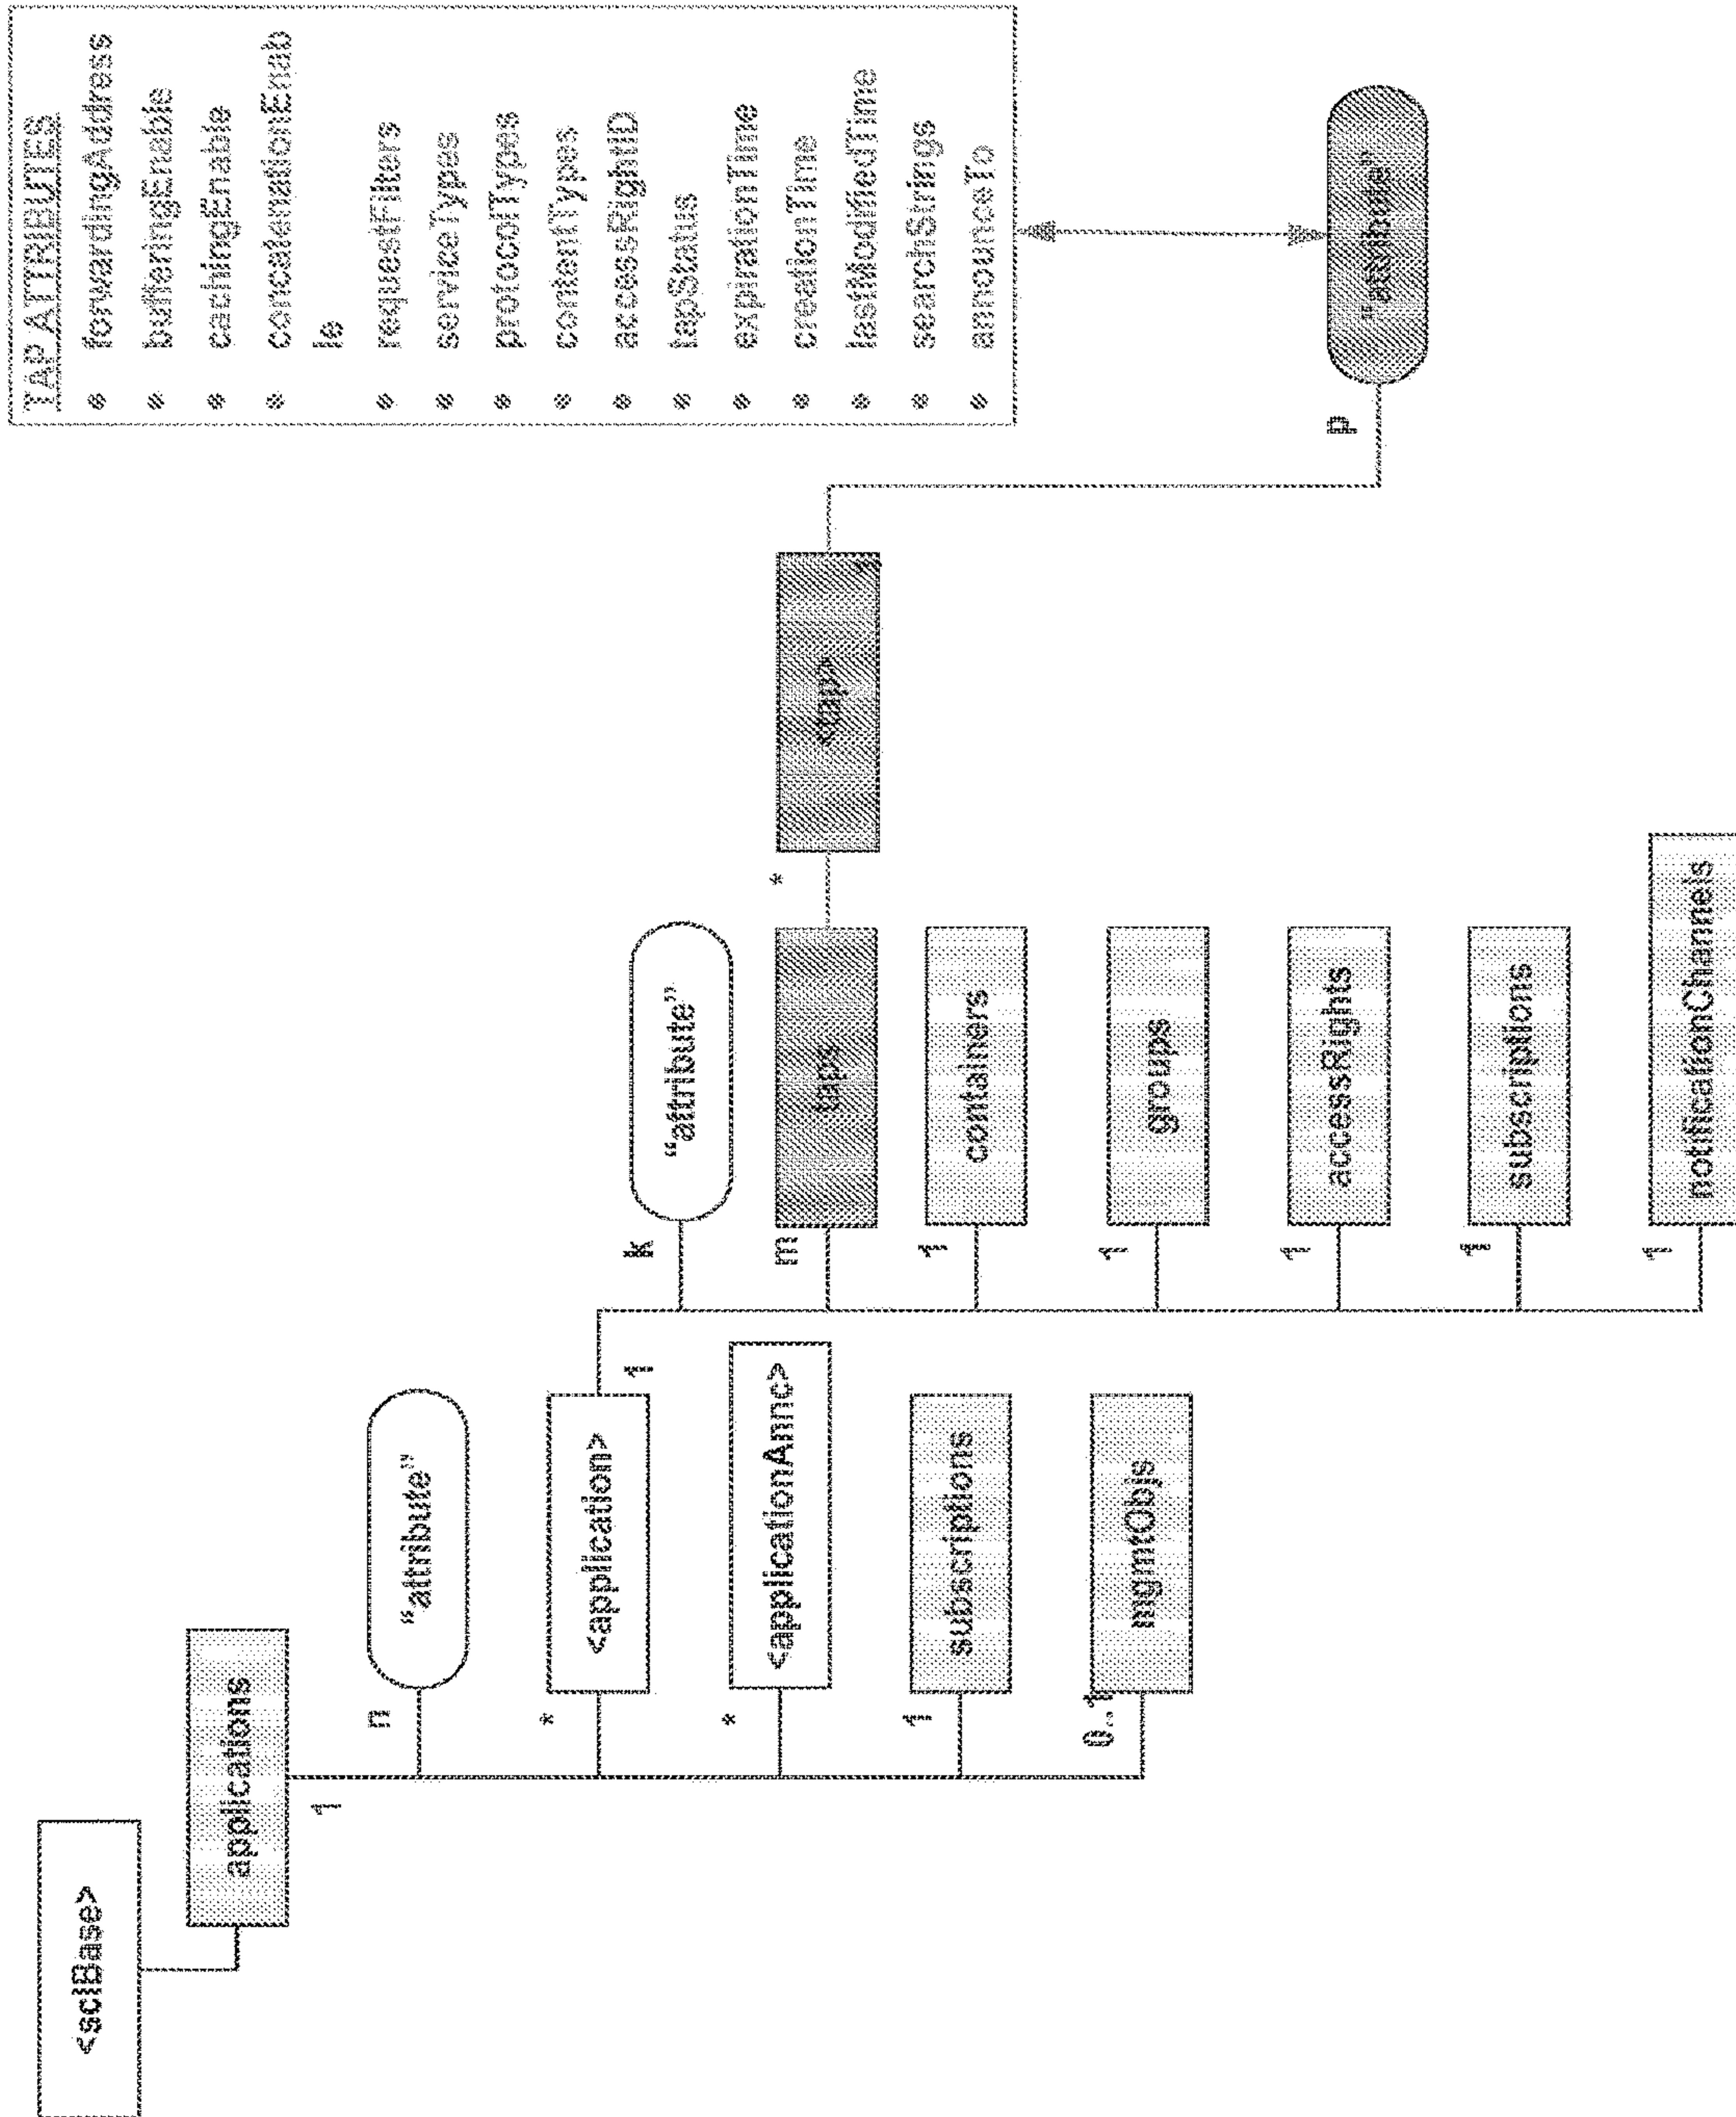 <sclBase>
applications
1
n
"attribute"
*
<application>
1
*
<applicationAnnc>
1
subscriptions
0..1
mgmtObjs
k
"attribute"
m
taps
1
containers
1
groups
1
accessRights
1
subscriptions
1
notificationChannels
*
<tap>
p
"attribute"
TAP ATTRIBUTES
• forwardingAddress
• bufferingEnable
• cachingEnable
• concatenationEnab
le
• requestFilters
• serviceTypes
• protocolTypes
• contentTypes
• accessRightID
• tapStatus
• expirationTime
• creationTime
• lastModifiedTime
• searchStrings
• announceTo